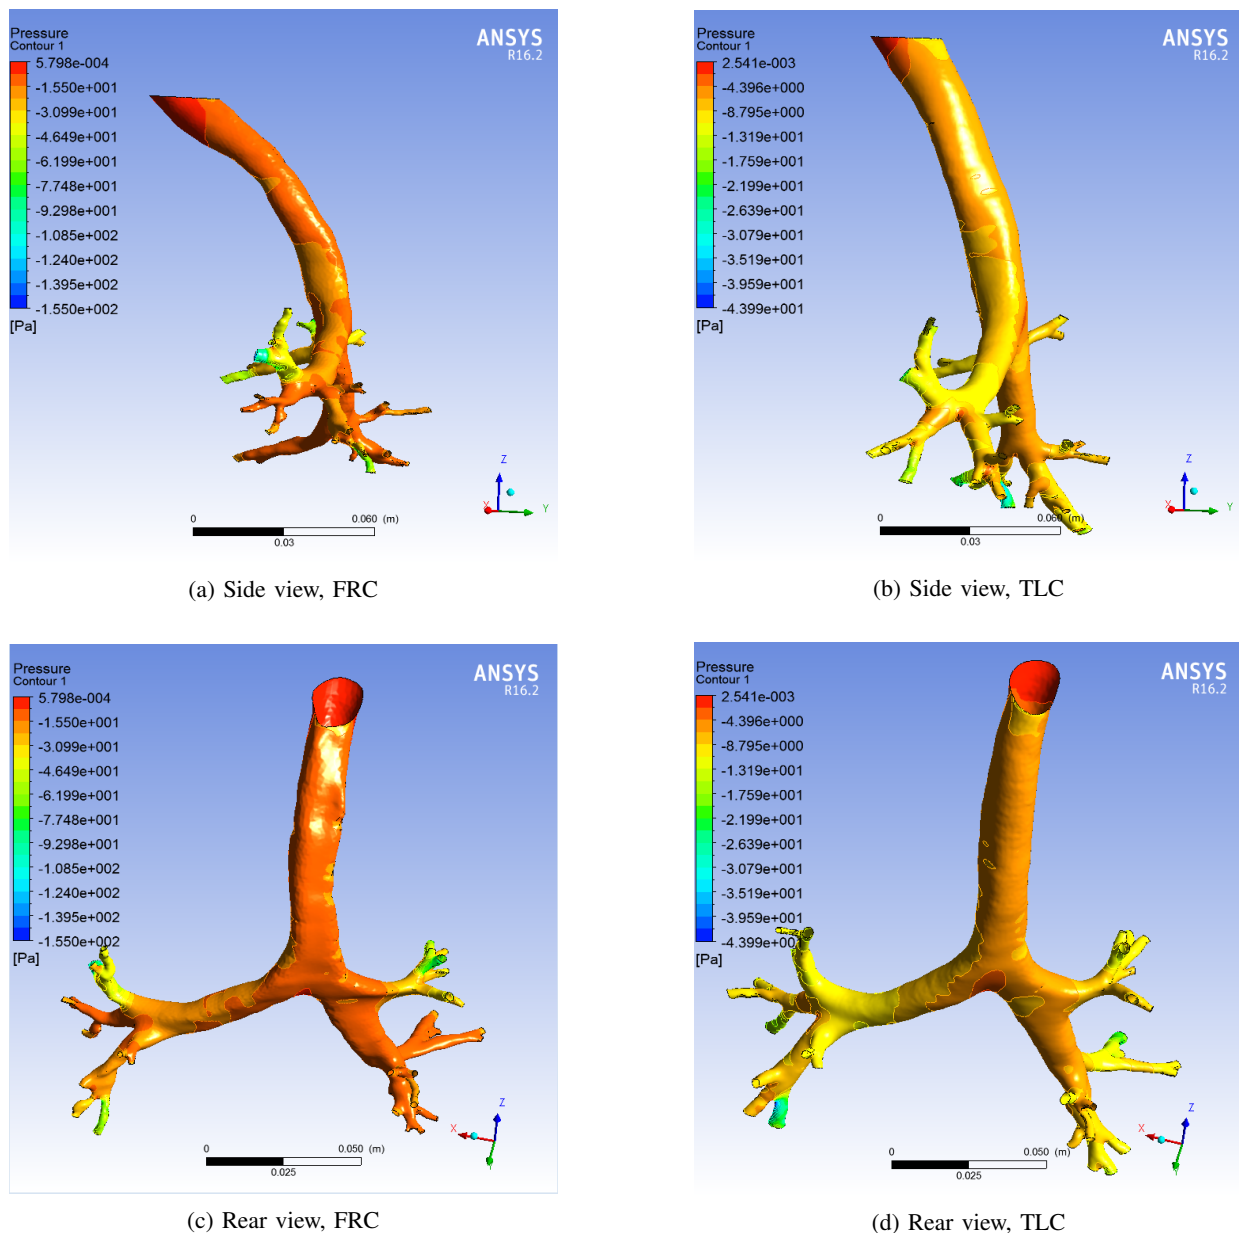 Pressure
Contour 1
5.798e-004
-1.550e+001
-3.099e+001
-4.649e+001
-6.199e+001
-7.748e+001
-9.298e+001
-1.085e+002
-1.240e+002
-1.395e+002
-1.550e+002
[Pa]
ANSYS
R16.2
Z
X
Y
0
0.060 (m)
0.03
(a) Side view, FRC
Pressure
Contour 1
2.541e-003
-4.396e+000
-8.795e+000
-1.319e+001
-1.759e+001
-2.199e+001
-2.639e+001
-3.079e+001
-3.519e+001
-3.959e+001
-4.399e+001
[Pa]
ANSYS
R16.2
Z
X
Y
0
0.060 (m)
0.03
(b) Side view, TLC
Pressure
Contour 1
5.798e-004
-1.550e+001
-3.099e+001
-4.649e+001
-6.199e+001
-7.748e+001
-9.298e+001
-1.085e+002
-1.240e+002
-1.395e+002
-1.550e+002
[Pa]
ANSYS
R16.2
Z
X
Y
0
0.050 (m)
0.025
(c) Rear view, FRC
Pressure
Contour 1
2.541e-003
-4.396e+000
-8.795e+000
-1.319e+001
-1.759e+001
-2.199e+001
-2.639e+001
-3.079e+001
-3.519e+001
-3.959e+001
-4.399e+001
[Pa]
ANSYS
R16.2
Z
X
Y
0
0.050 (m)
0.025
(d) Rear view, TLC